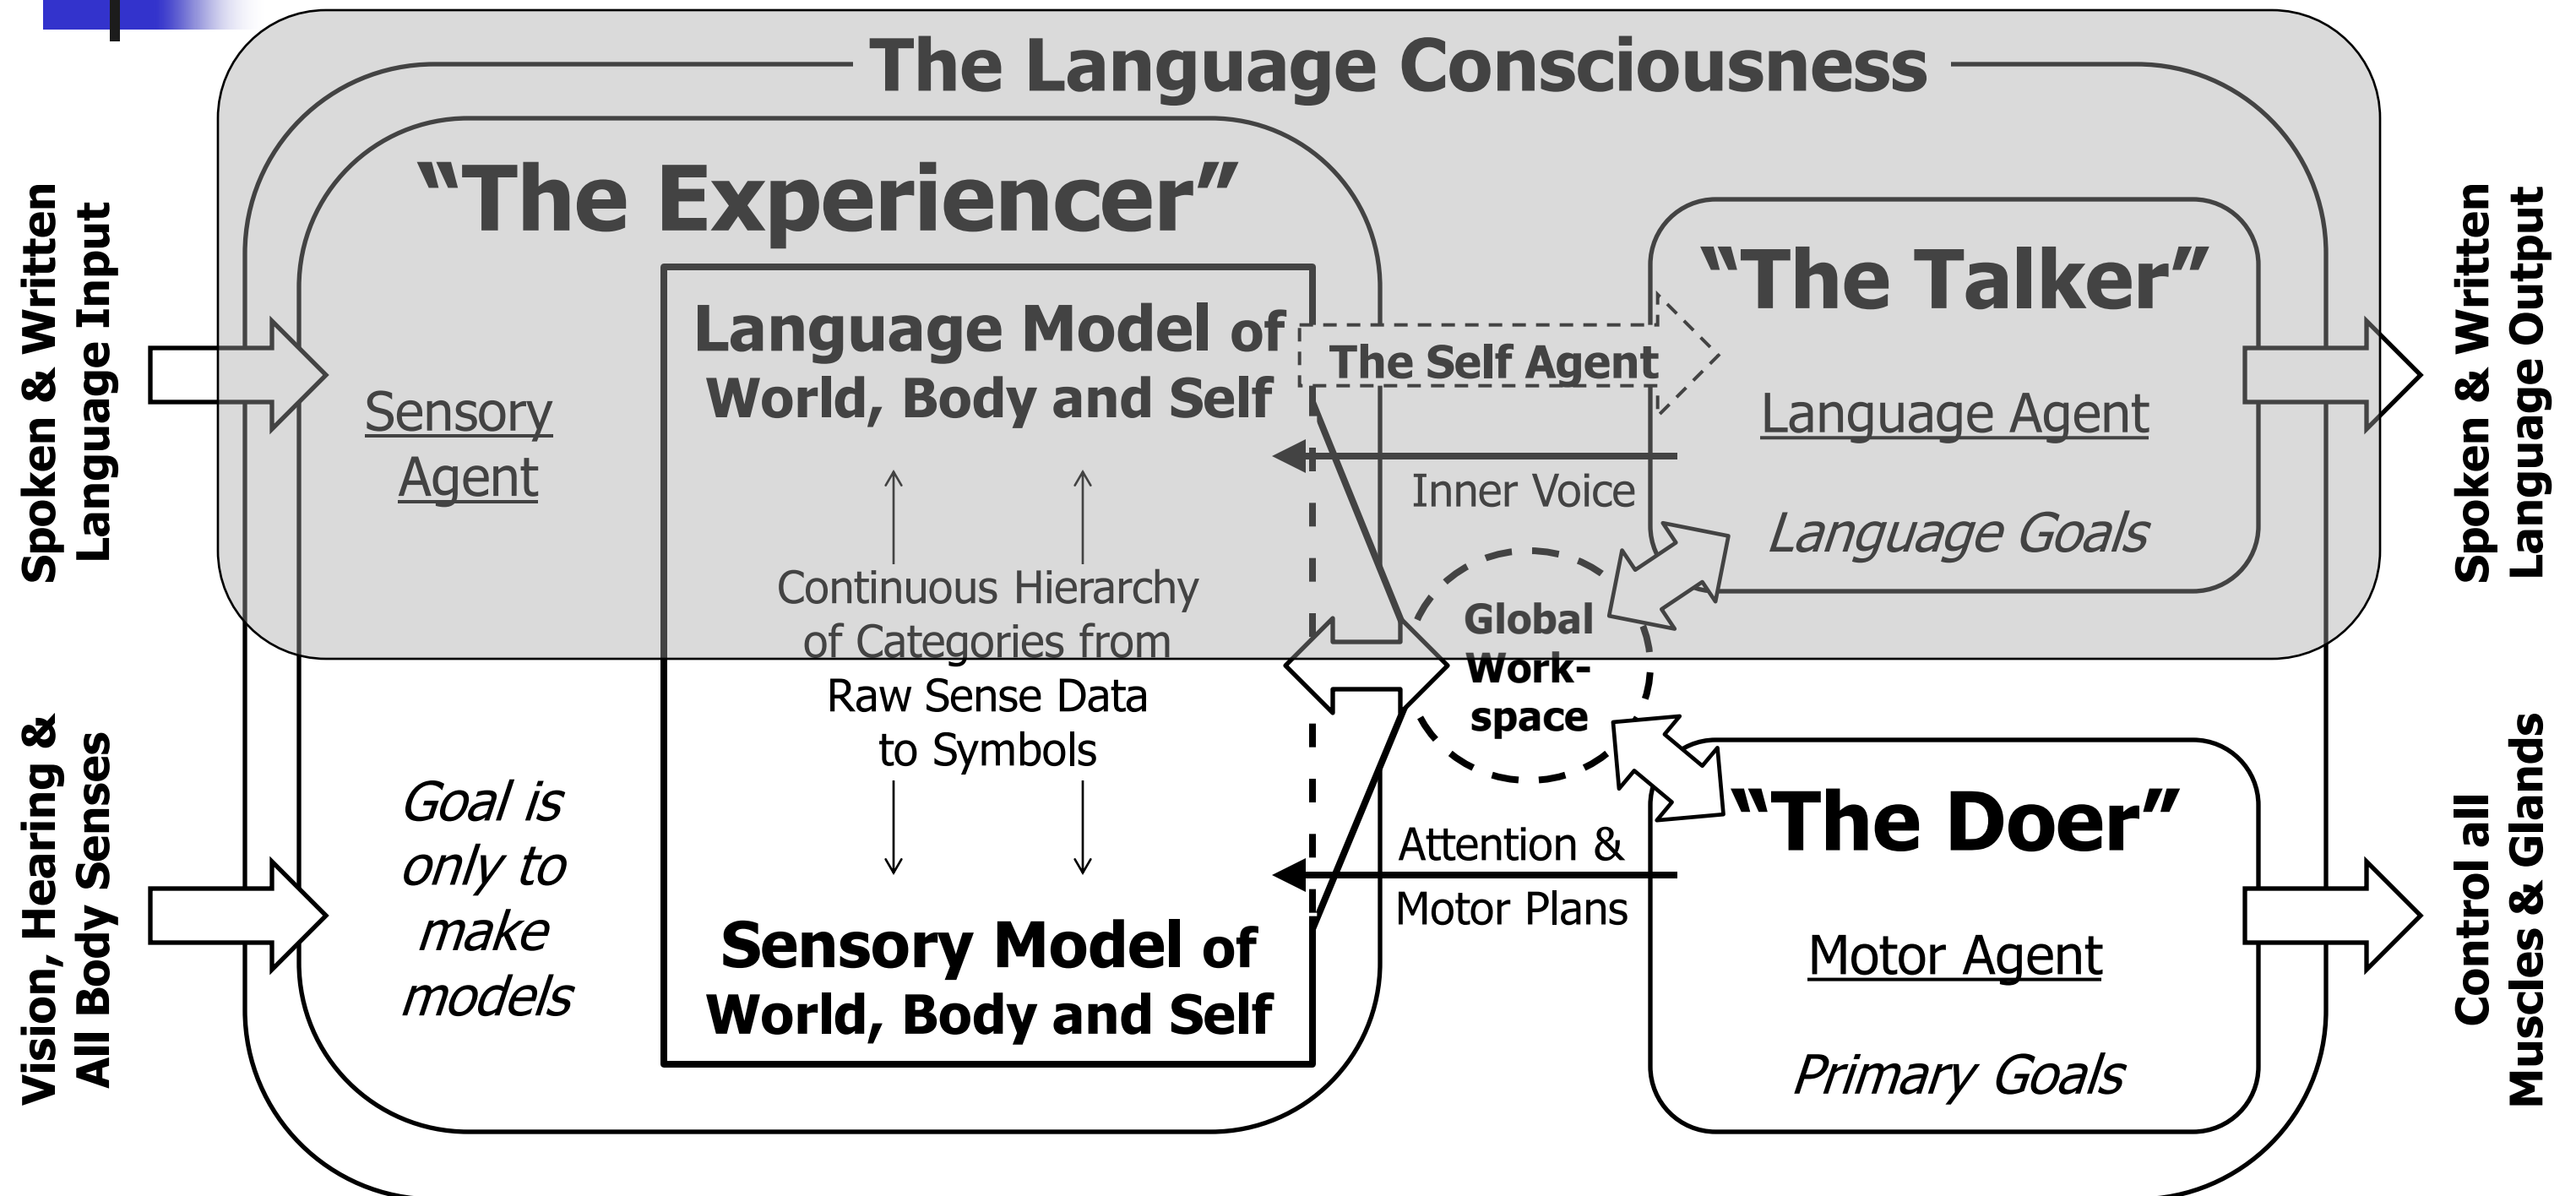 The Language Consciousness
Spoken & Written
Language Input
Vision, Hearing &
All Body Senses
“The Experiencer”
Sensory
Agent
Goal is
only to
make
models
Language Model of
World, Body and Self
Continuous Hierarchy
of Categories from
Raw Sense Data
to Symbols
Sensory Model of
World, Body and Self
The Self Agent
Inner Voice
Global
Work-
space
Attention &
Motor Plans
“The Talker”
Language Agent
Language Goals
“The Doer”
Motor Agent
Primary Goals
Spoken & Written
Language Output
Control all
Muscles & Glands